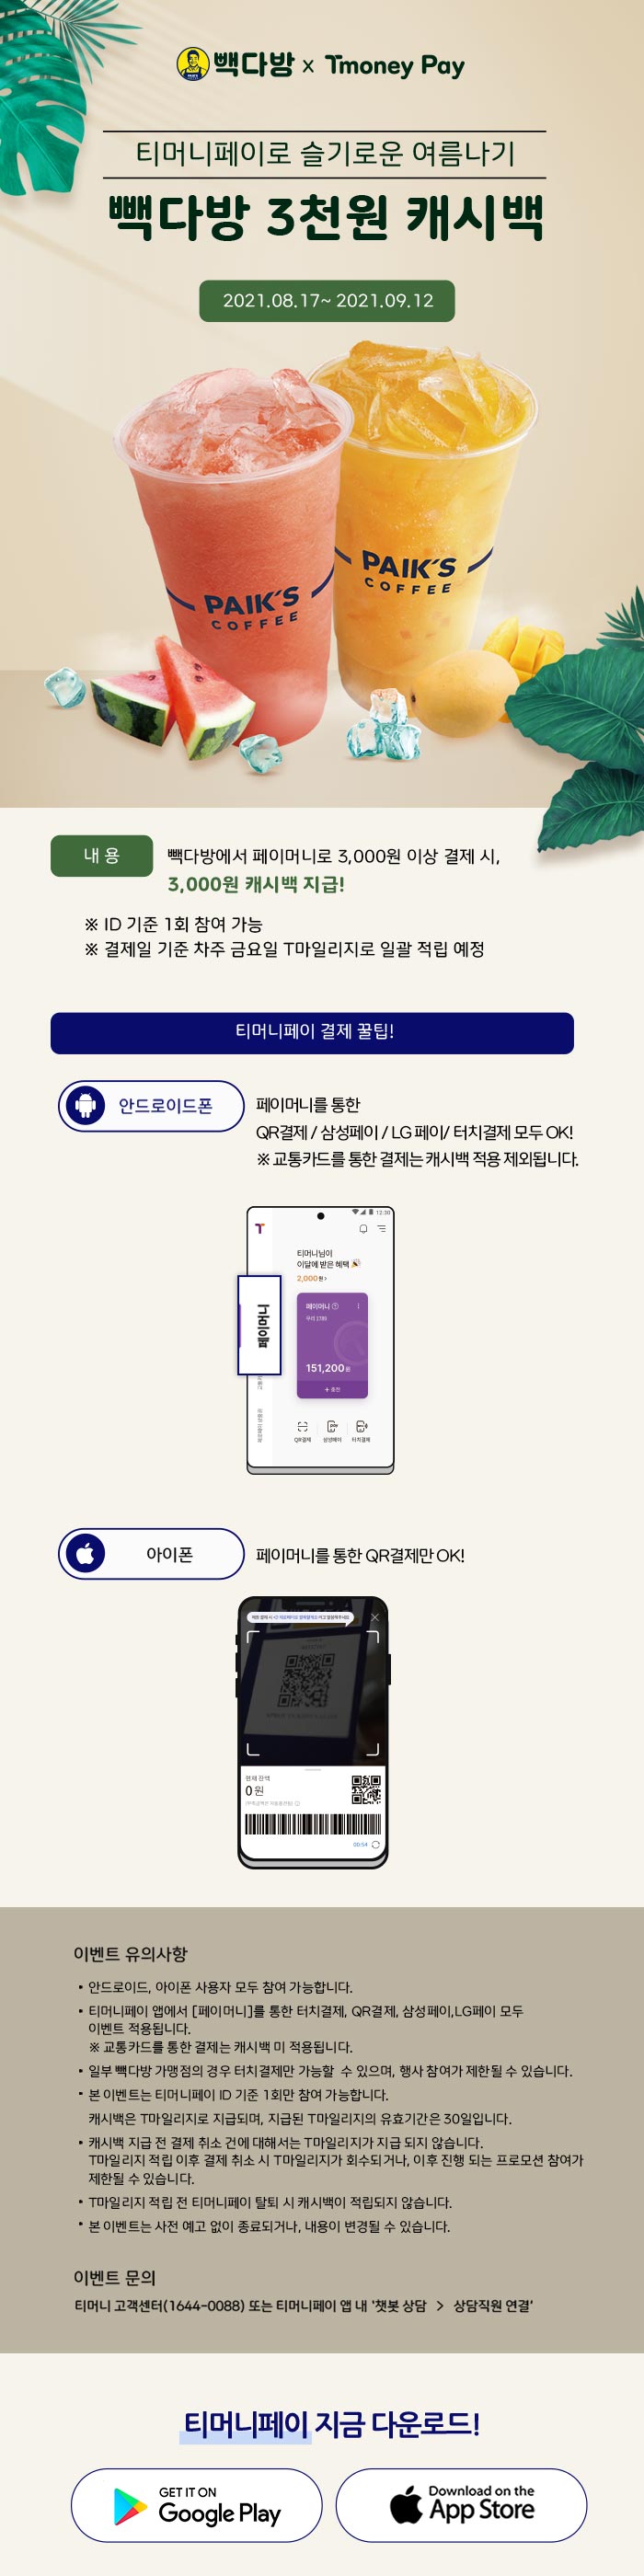 빽다방 x Tmoney Pay
티머니페이로 슬기로운 여름나기
빽다방 3천원 캐시백
2021.08.17~ 2021.09.12
PAIK'S
COFFEE
PAIK'S
COFFEE
내 용
빽다방에서 페이머니로 3,000원 이상 결제 시,
3,000원 캐시백 지급!
※ ID 기준 1회 참여 가능
※ 결제일 기준 차주 금요일 T마일리지로 일괄 적립 예정
티머니페이 결제 꿀팁!
안드로이드폰
페이머니를 통한
QR결제 / 삼성페이 / LG 페이/ 터치결제 모두 OK!
※ 교통카드를 통한 결제는 캐시백 적용 제외됩니다.
12:30
티머니님이
이달에 받은 혜택
2,000원 >
페이머니
페이머니
151,200원
+ 충전
QR결제 삼성페이 터치결제
아이폰
페이머니를 통한 QR결제만 OK!
현재 잔액
0원
00:54
이벤트 유의사항
• 안드로이드, 아이폰 사용자 모두 참여 가능합니다.
• 티머니페이 앱에서 [페이머니]를 통한 터치결제, QR결제, 삼성페이,LG페이 모두
이벤트 적용됩니다.
※ 교통카드를 통한 결제는 캐시백 미 적용됩니다.
• 일부 빽다방 가맹점의 경우 터치결제만 가능할 수 있으며, 행사 참여가 제한될 수 있습니다.
• 본 이벤트는 티머니페이 ID 기준 1회만 참여 가능합니다.
캐시백은 T마일리지로 지급되며, 지급된 T마일리지의 유효기간은 30일입니다.
• 캐시백 지급 전 결제 취소 건에 대해서는 T마일리지가 지급 되지 않습니다.
T마일리지 적립 이후 결제 취소 시 T마일리지가 회수되거나, 이후 진행 되는 프로모션 참여가
제한될 수 있습니다.
• T마일리지 적립 전 티머니페이 탈퇴 시 캐시백이 적립되지 않습니다.
• 본 이벤트는 사전 예고 없이 종료되거나, 내용이 변경될 수 있습니다.
이벤트 문의
티머니 고객센터(1644-0088) 또는 티머니페이 앱 내 '챗봇 상담 > 상담직원 연결'
티머니페이 지금 다운로드!
GET IT ON
Google Play
Download on the
App Store